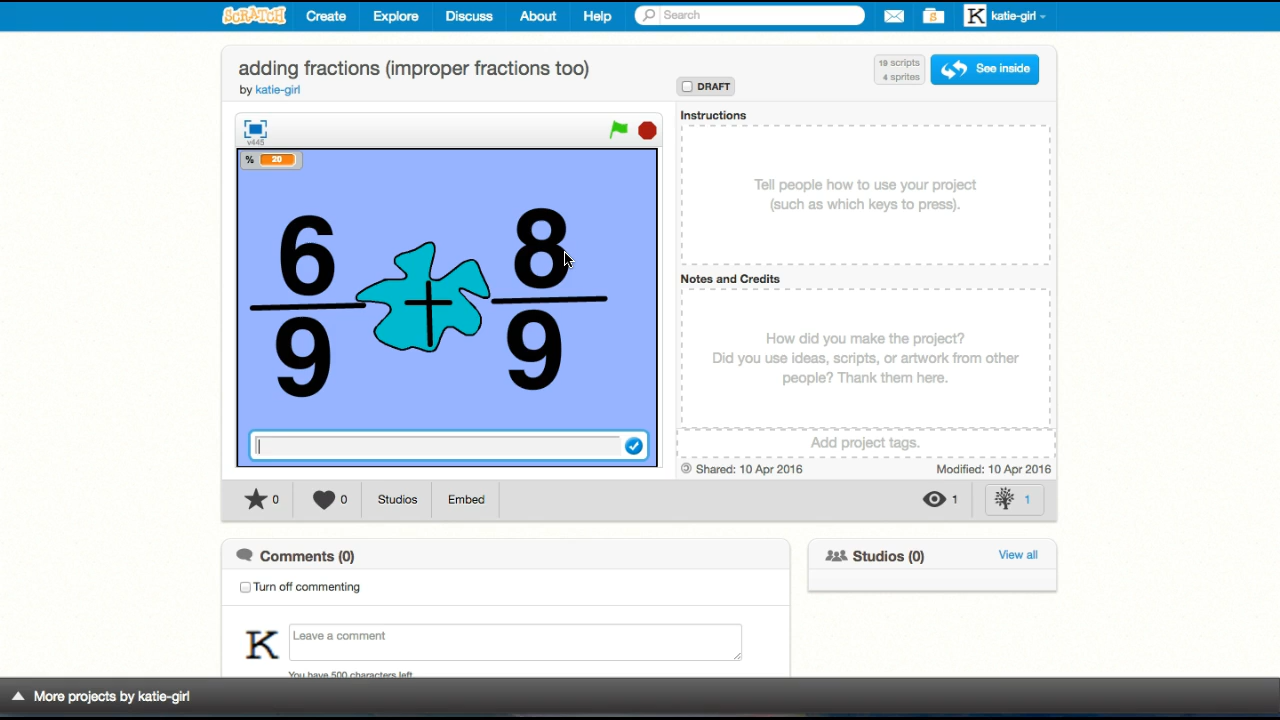 SCRATCH Create Explore Discuss About Help Search katie-girl
adding fractions (improper fractions too)
by katie-girl
DRAFT
19 scripts
4 sprites
See inside
v445
% 20
6 8
+
9 9
Instructions
Tell people how to use your project
(such as which keys to press).
Notes and Credits
How did you make the project?
Did you use ideas, scripts, or artwork from other
people? Thank them here.
Add project tags.
Shared: 10 Apr 2016 Modified: 10 Apr 2016
0 0 Studios Embed 1 1
Comments (0)
Turn off commenting
K
Leave a comment
You have 500 characters left
Studios (0) View all
More projects by katie-girl